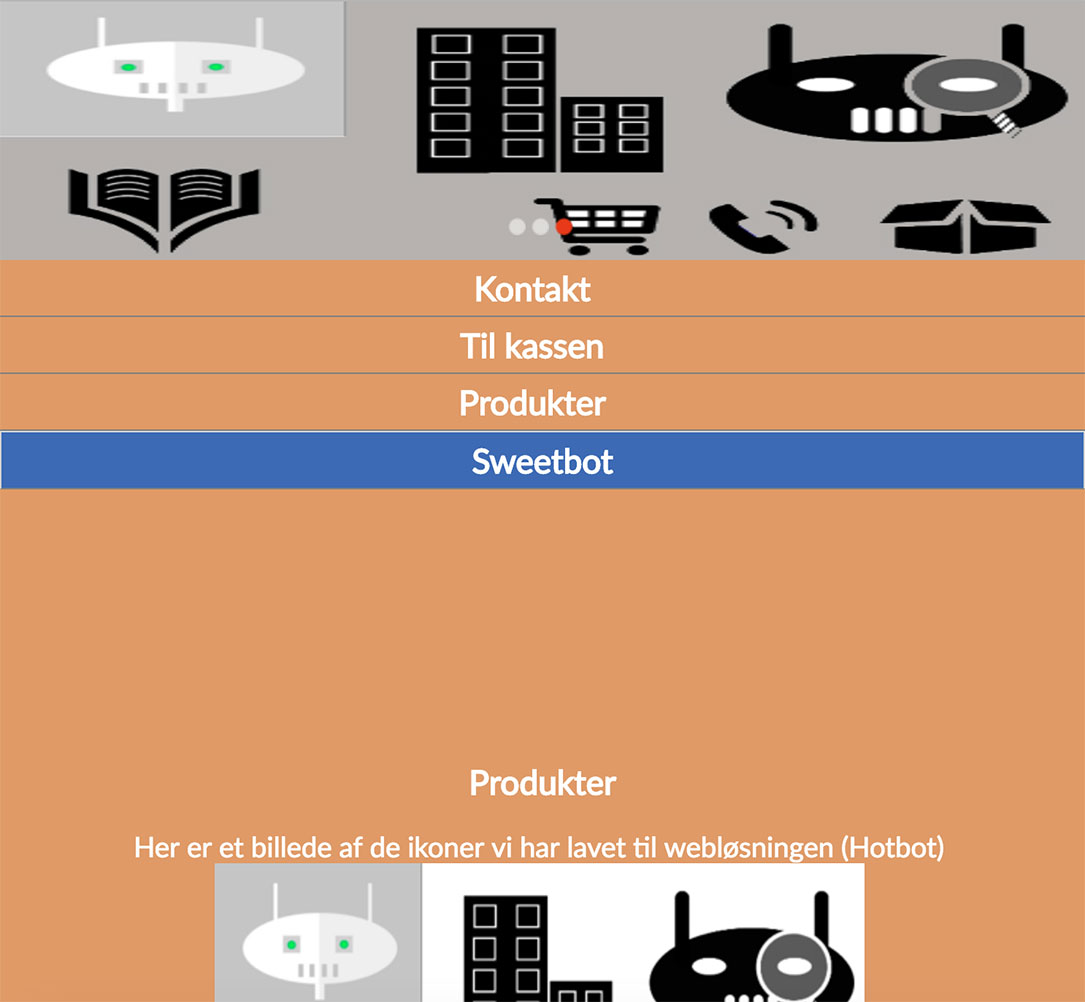 Kontakt
Til kassen
Produkter
Sweetbot
Produkter
Her er et billede af de ikoner vi har lavet til webløsningen (Hotbot)